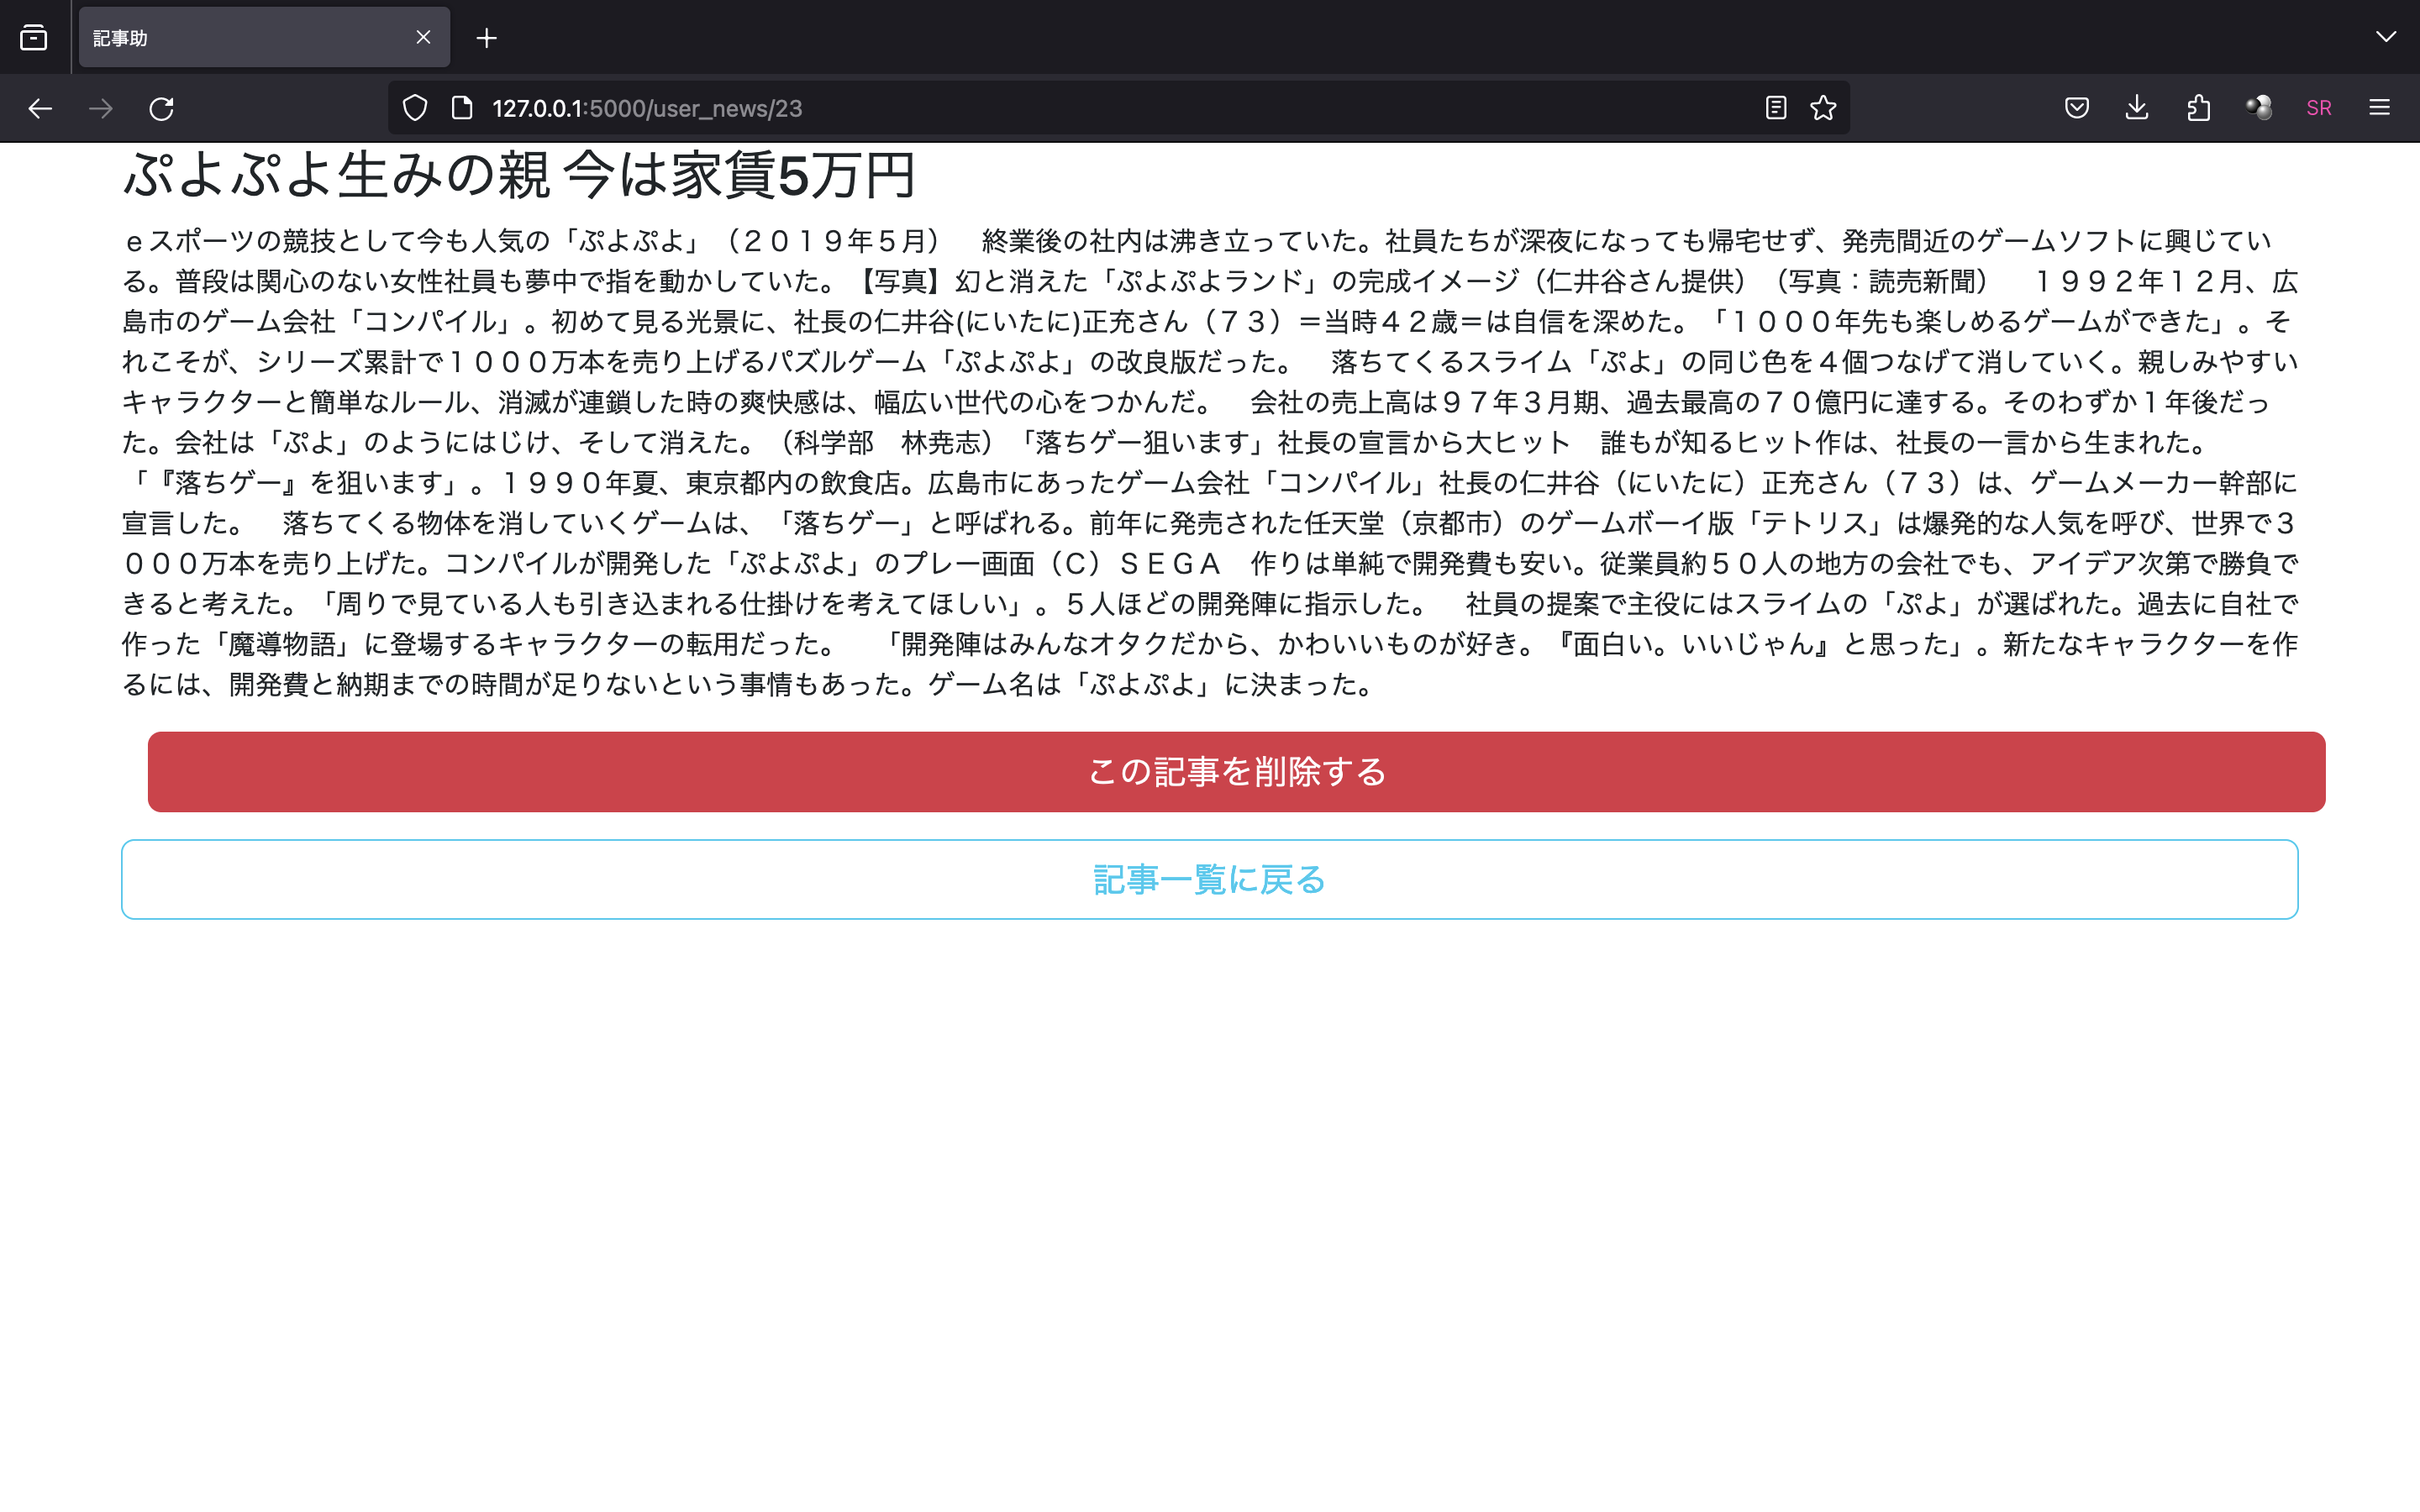 記事助
127.0.0.1:5000/user_news/23
SR
ぷよぷよ生みの親 今は家賃5万円
ｅスポーツの競技として今も人気の「ぷよぷよ」（２０１９年５月）　終業後の社内は沸き立っていた。社員たちが深夜になっても帰宅せず、発売間近のゲームソフトに興じてい
る。普段は関心のない女性社員も夢中で指を動かしていた。【写真】幻と消えた「ぷよぷよランド」の完成イメージ（仁井谷さん提供）（写真：読売新聞）　１９９２年１２月、広
島市のゲーム会社「コンパイル」。初めて見る光景に、社長の仁井谷(にいたに)正充さん（７３）＝当時４２歳＝は自信を深めた。「１０００年先も楽しめるゲームができた」。そ
れこそが、シリーズ累計で１０００万本を売り上げるパズルゲーム「ぷよぷよ」の改良版だった。　落ちてくるスライム「ぷよ」の同じ色を４個つなげて消していく。親しみやすい
キャラクターと簡単なルール、消滅が連鎖した時の爽快感は、幅広い世代の心をつかんだ。　会社の売上高は９７年３月期、過去最高の７０億円に達する。そのわずか１年後だっ
た。会社は「ぷよ」のようにはじけ、そして消えた。（科学部　林尭志）「落ちゲー狙います」社長の宣言から大ヒット　誰もが知るヒット作は、社長の一言から生まれた。
「『落ちゲー』を狙います」。１９９０年夏、東京都内の飲食店。広島市にあったゲーム会社「コンパイル」社長の仁井谷（にいたに）正充さん（７３）は、ゲームメーカー幹部に
宣言した。　落ちてくる物体を消していくゲームは、「落ちゲー」と呼ばれる。前年に発売された任天堂（京都市）のゲームボーイ版「テトリス」は爆発的な人気を呼び、世界で３
０００万本を売り上げた。コンパイルが開発した「ぷよぷよ」のプレー画面（Ｃ）ＳＥＧＡ　作りは単純で開発費も安い。従業員約５０人の地方の会社でも、アイデア次第で勝負で
きると考えた。「周りで見ている人も引き込まれる仕掛けを考えてほしい」。５人ほどの開発陣に指示した。　社員の提案で主役にはスライムの「ぷよ」が選ばれた。過去に自社で
作った「魔導物語」に登場するキャラクターの転用だった。　「開発陣はみんなオタクだから、かわいいものが好き。『面白い。いいじゃん』と思った」。新たなキャラクターを作
るには、開発費と納期までの時間が足りないという事情もあった。ゲーム名は「ぷよぷよ」に決まった。
この記事を削除する
記事一覧に戻る